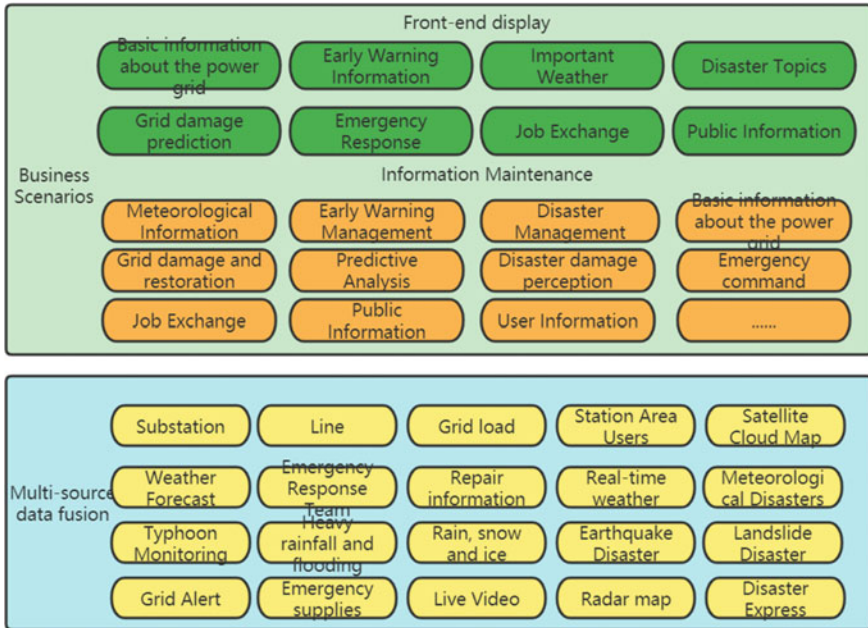 Front-end display
Basic information
about the power
grid
Early Warning
Information
Important
Weather
Disaster Topics
Grid damage
prediction
Emergency
Response
Job Exchange
Public Information
Business
Scenarios
Information Maintenance
Meteorological
Information
Early Warning
Management
Disaster
Management
Basic information
about the power
grid
Grid damage and
restoration
Predictive
Analysis
Disaster damage
perception
Emergency
command
Job Exchange
Public
Information
User Information
......
Multi-source
data fusion
Substation
Line
Grid load
Station Area
Users
Satellite
Cloud Map
Weather
Forecast
Emergency
Response
Team
Repair
information
Real-time
weather
Meteorologi
cal Disasters
Typhoon
Monitoring
Heavy
rainfall and
flooding
Rain, snow
and ice
Earthquake
Disaster
Landslide
Disaster
Grid Alert
Emergency
supplies
Live Video
Radar map
Disaster
Express